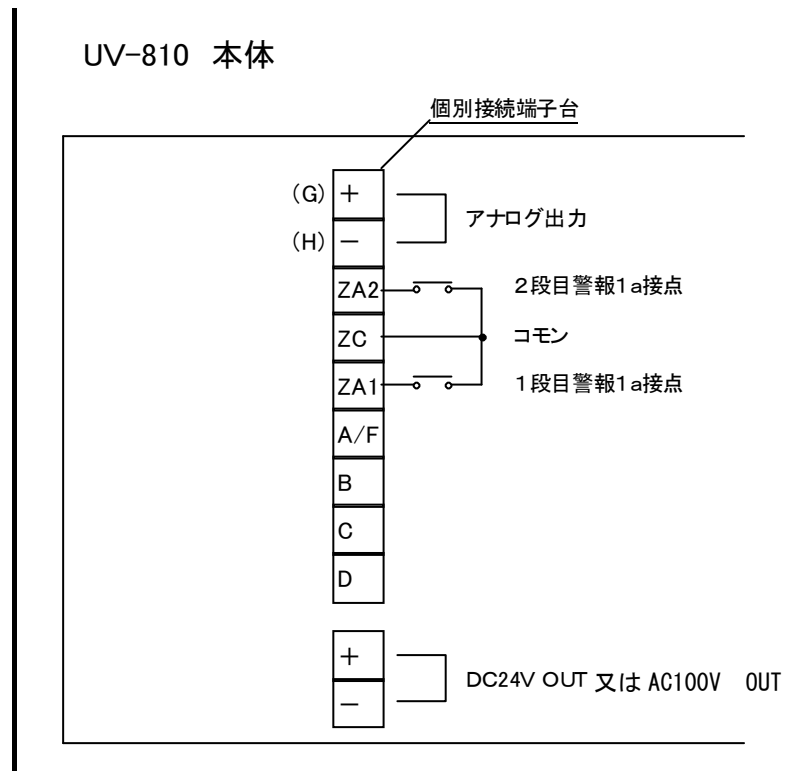 UV-810 本体
個別接続端子台
(G) +
アナログ出力
(H) −
ZA2 2段目警報1a接点
ZC コモン
ZA1 1段目警報1a接点
A/F
B
C
D
+
DC24V OUT 又は AC100V OUT
−